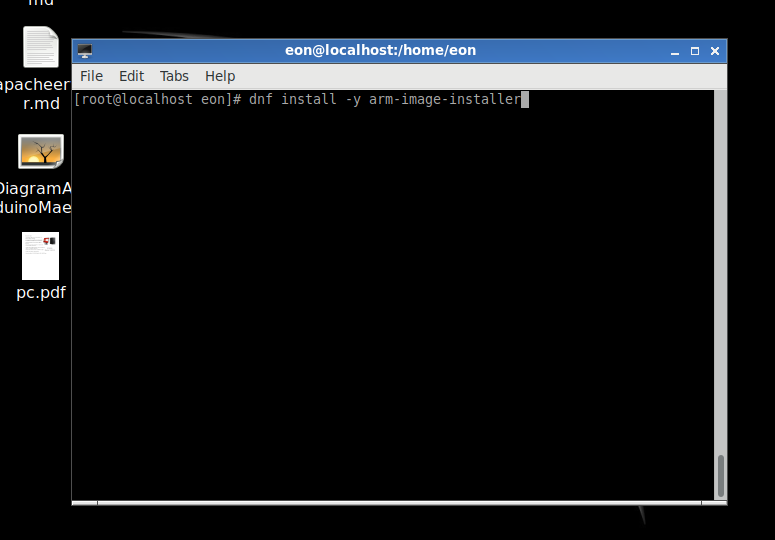 md
eon@localhost:/home/eon
File Edit Tabs Help
[root@localhost eon]# dnf install -y arm-image-installer
apacheer
r.md
DiagramA
duinoMae
pc.pdf